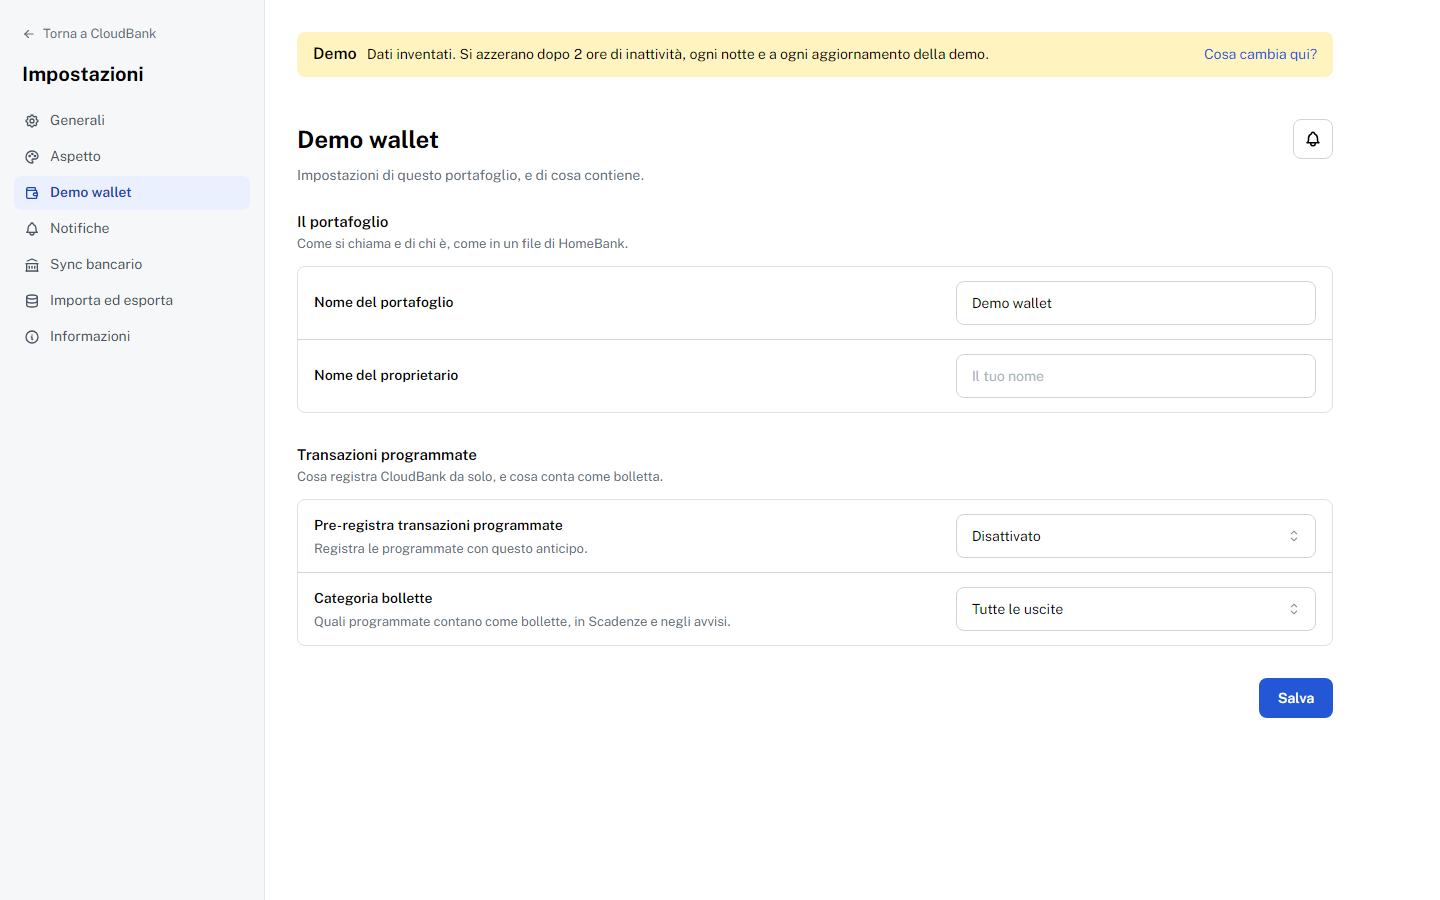 Torna a CloudBank
Impostazioni
Generali
Aspetto
Demo wallet
Notifiche
Sync bancario
Importa ed esporta
Informazioni
Demo Dati inventati. Si azzerano dopo 2 ore di inattività, ogni notte e a ogni aggiornamento della demo. Cosa cambia qui?
Demo wallet
Impostazioni di questo portafoglio, e di cosa contiene.
Il portafoglio
Come si chiama e di chi è, come in un file di HomeBank.
Nome del portafoglio Demo wallet
Nome del proprietario Il tuo nome
Transazioni programmate
Cosa registra CloudBank da solo, e cosa conta come bolletta.
Pre-registra transazioni programmate Disattivato
Registra le programmate con questo anticipo.
Categoria bollette Tutte le uscite
Quali programmate contano come bollette, in Scadenze e negli avvisi.
Salva